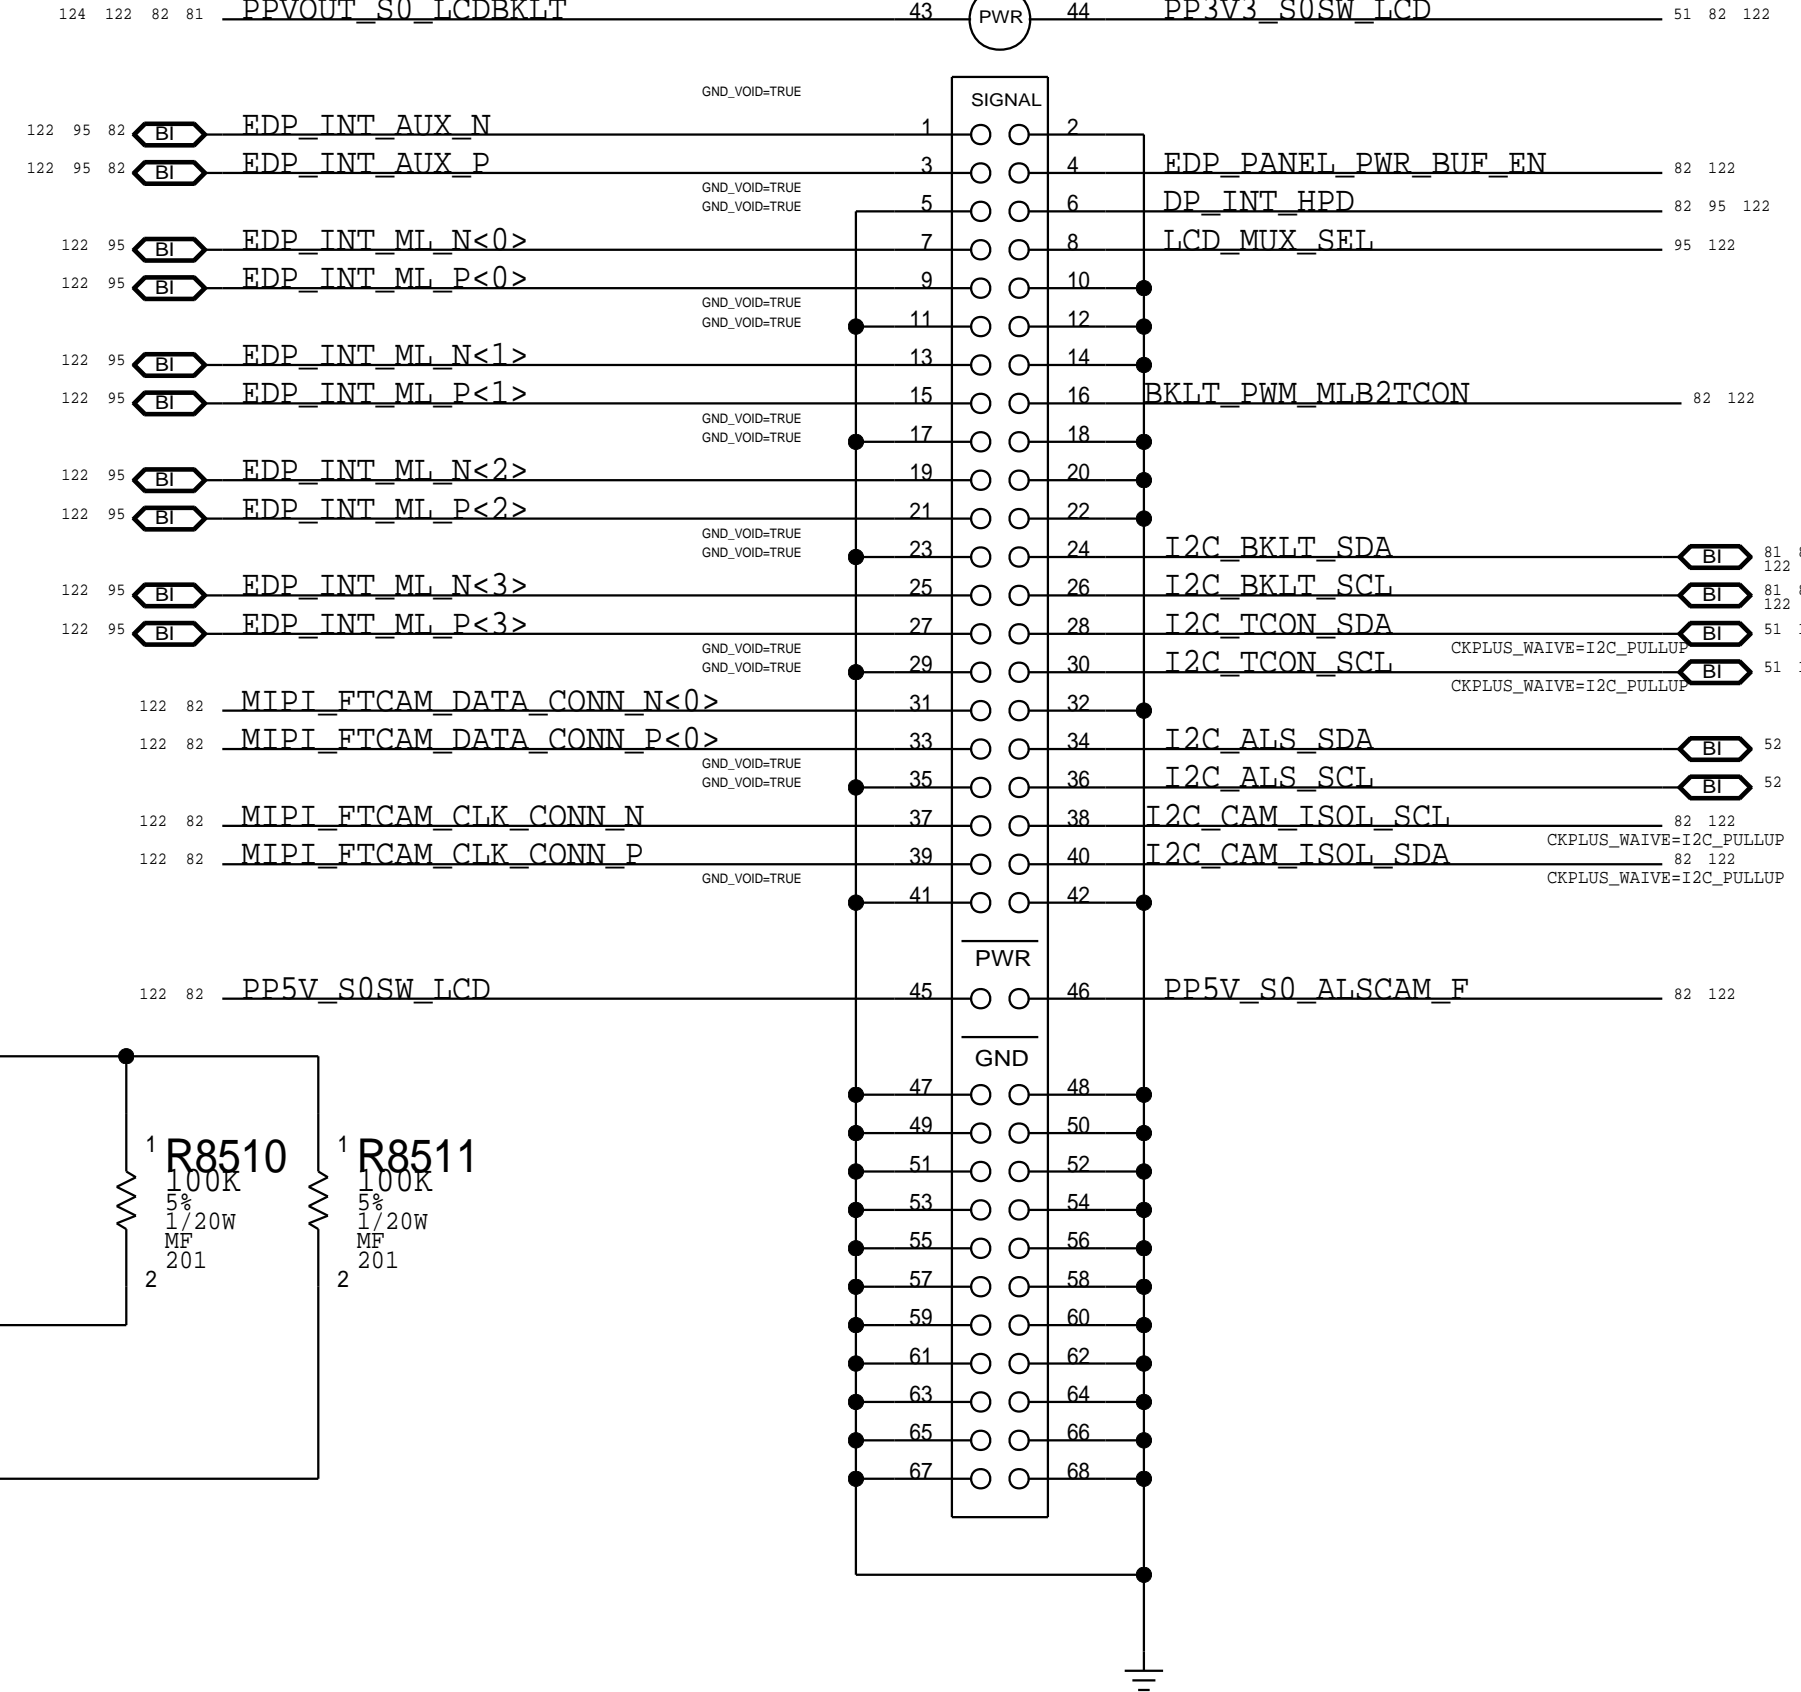 124 122 82 81 PPVOUT_S0_LCDBKLT 43 PWR 44 PP3V3_S0SW_LCD 51 82 122
GND_VOID=TRUE
SIGNAL
122 95 82 BI EDP_INT_AUX_N 1 2
122 95 82 BI EDP_INT_AUX_P 3 4 EDP_PANEL_PWR_BUF_EN 82 122
GND_VOID=TRUE
GND_VOID=TRUE
5 6 DP_INT_HPD 82 95 122
122 95 BI EDP_INT_ML_N<0> 7 8 LCD_MUX_SEL 95 122
122 95 BI EDP_INT_ML_P<0> 9 10
GND_VOID=TRUE
GND_VOID=TRUE
11 12
122 95 BI EDP_INT_ML_N<1> 13 14
122 95 BI EDP_INT_ML_P<1> 15 16 BKLT_PWM_MLB2TCON 82 122
GND_VOID=TRUE
GND_VOID=TRUE
17 18
122 95 BI EDP_INT_ML_N<2> 19 20
122 95 BI EDP_INT_ML_P<2> 21 22
GND_VOID=TRUE
GND_VOID=TRUE
23 24 I2C_BKLT_SDA BI 81
122
122 95 BI EDP_INT_ML_N<3> 25 26 I2C_BKLT_SCL BI 81
122
122 95 BI EDP_INT_ML_P<3> 27 28 I2C_TCON_SDA BI 51
GND_VOID=TRUE CKPLUS_WAIVE=I2C_PULLUP
GND_VOID=TRUE
29 30 I2C_TCON_SCL BI 51
CKPLUS_WAIVE=I2C_PULLUP
122 82 MIPI_FTCAM_DATA_CONN_N<0> 31 32
122 82 MIPI_FTCAM_DATA_CONN_P<0> 33 34 I2C_ALS_SDA BI 52
GND_VOID=TRUE
GND_VOID=TRUE
35 36 I2C_ALS_SCL BI 52
122 82 MIPI_FTCAM_CLK_CONN_N 37 38 I2C_CAM_ISOL_SCL 82 122
CKPLUS_WAIVE=I2C_PULLUP
122 82 MIPI_FTCAM_CLK_CONN_P 39 40 I2C_CAM_ISOL_SDA 82 122
GND_VOID=TRUE CKPLUS_WAIVE=I2C_PULLUP
41 42
PWR
122 82 PP5V_S0SW_LCD 45 46 PP5V_S0_ALSCAM_F 82 122
GND
47 48
49 50
51 52
53 54
55 56
57 58
59 60
61 62
63 64
65 66
67 68
1 R8510
100K
5%
1/20W
MF
201
2
1 R8511
100K
5%
1/20W
MF
201
2